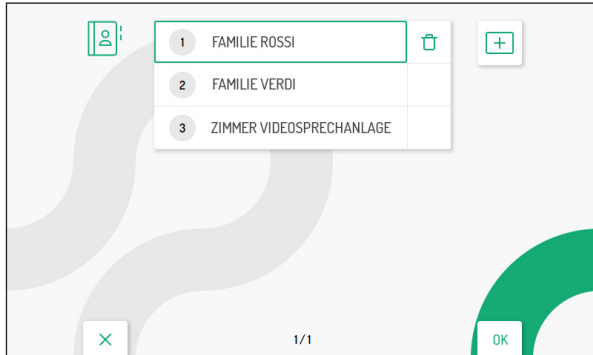 1 FAMILIE ROSSI
2 FAMILIE VERDI
3 ZIMMER VIDEOSPRECHANLAGE
1/1
OK